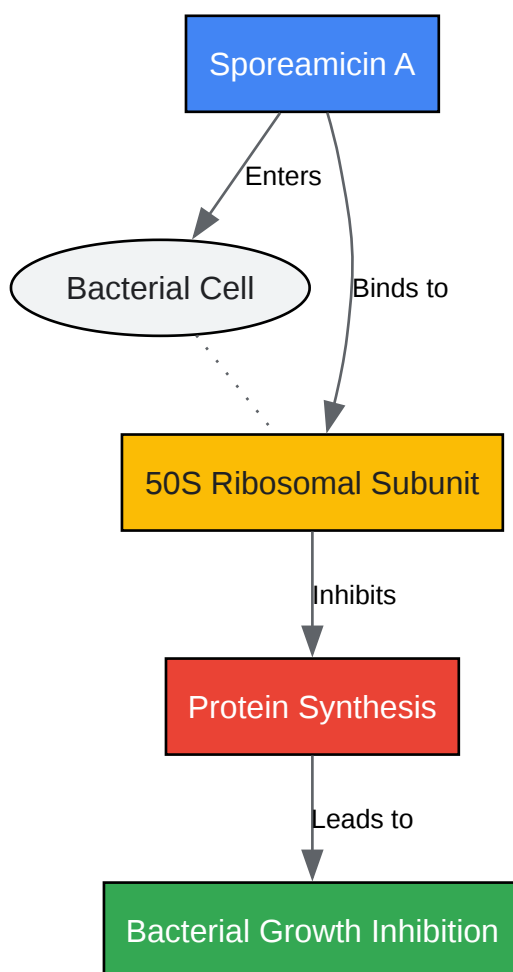 Sporeamicin A
Enters
Bacterial Cell
Binds to
50S Ribosomal Subunit
Inhibits
Protein Synthesis
Leads to
Bacterial Growth Inhibition